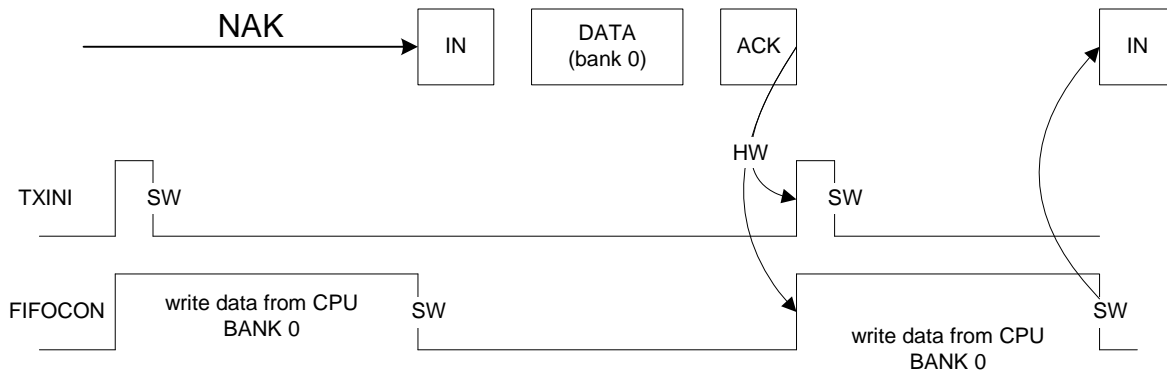 NAK
IN
DATA
(bank 0)
ACK
IN
HW
TXINI
SW
SW
FIFOCON
write data from CPU
BANK 0
SW
write data from CPU
BANK 0
SW